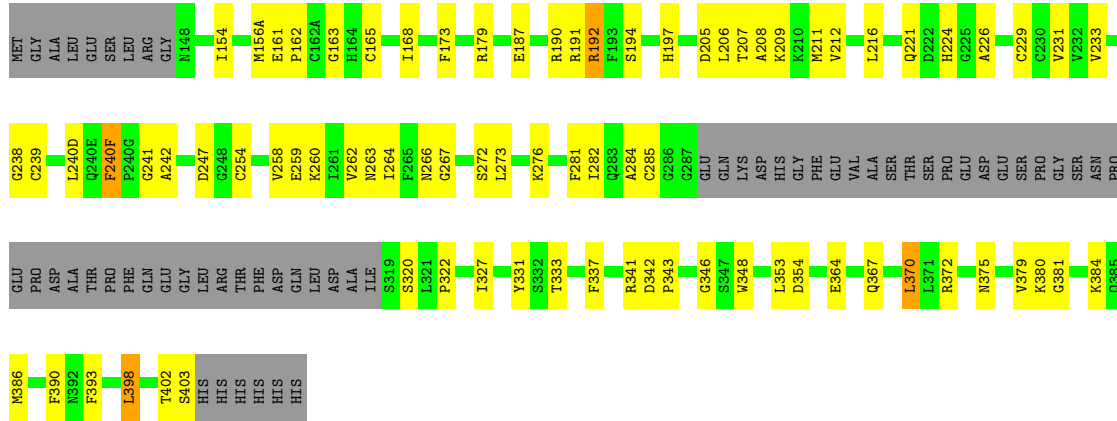 MET GLY ALA LEU GLU SER LEU ARG GLY N148 I154 M156A E161 P162 C162A G163 H164 C165 I168 F173 R179 E187 R190 R191 R192 F193 S194 H197 D205 L206 T207 A208 K209 K210 M211 V212 L216 Q221 D222 H224 G225 A226 C229 C230 V231 V232 V233
G238 C239 L240D Q240E F240F P240G G241 A242 D247 G248 C254 V258 E259 K260 I261 V262 N263 I264 F265 N266 G267 S272 L273 K276 F281 I282 Q283 A284 C285 G286 G287 GLU GLN LYS ASP HIS GLY PHE GLU VAL ALA SER THR SER PRO GLU ASP GLU SER PRO GLY SER ASN PRO
GLU PRO ASP ALA THR PRO PHE GLN GLU GLY LEU ARG THR PHE ASP GLN LEU ASP ALA ILE S319 S320 L321 P322 I327 Y331 S332 T333 F337 R341 D342 P343 G346 S347 W348 L353 D354 E364 Q367 L370 L371 R372 N375 V379 K380 G381 K384 Q385
M386 F390 N392 F393 L398 T402 S403 HIS HIS HIS HIS HIS HIS